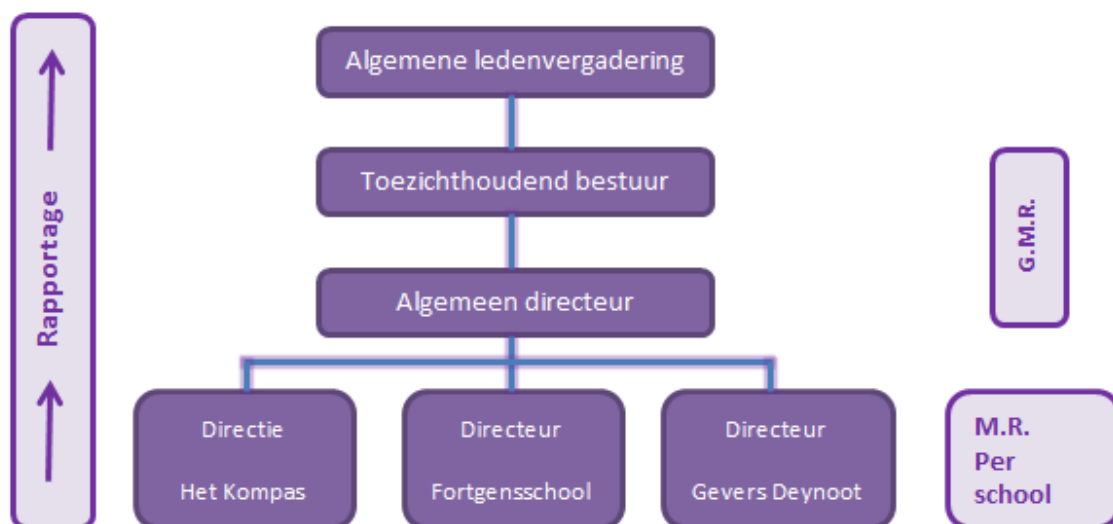 Algemene ledenvergadering
Toezichthoudend bestuur
Algemeen directeur
Directie
Het Kompas
Directeur
Fortgensschool
Directeur
Gevers Deynoot
Rapportage
G.M.R.
M.R.
Per
school